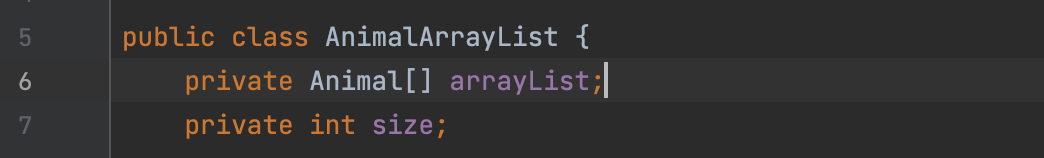 5 public class AnimalArrayList {
6 private Animal[] arrayList;
7 private int size;